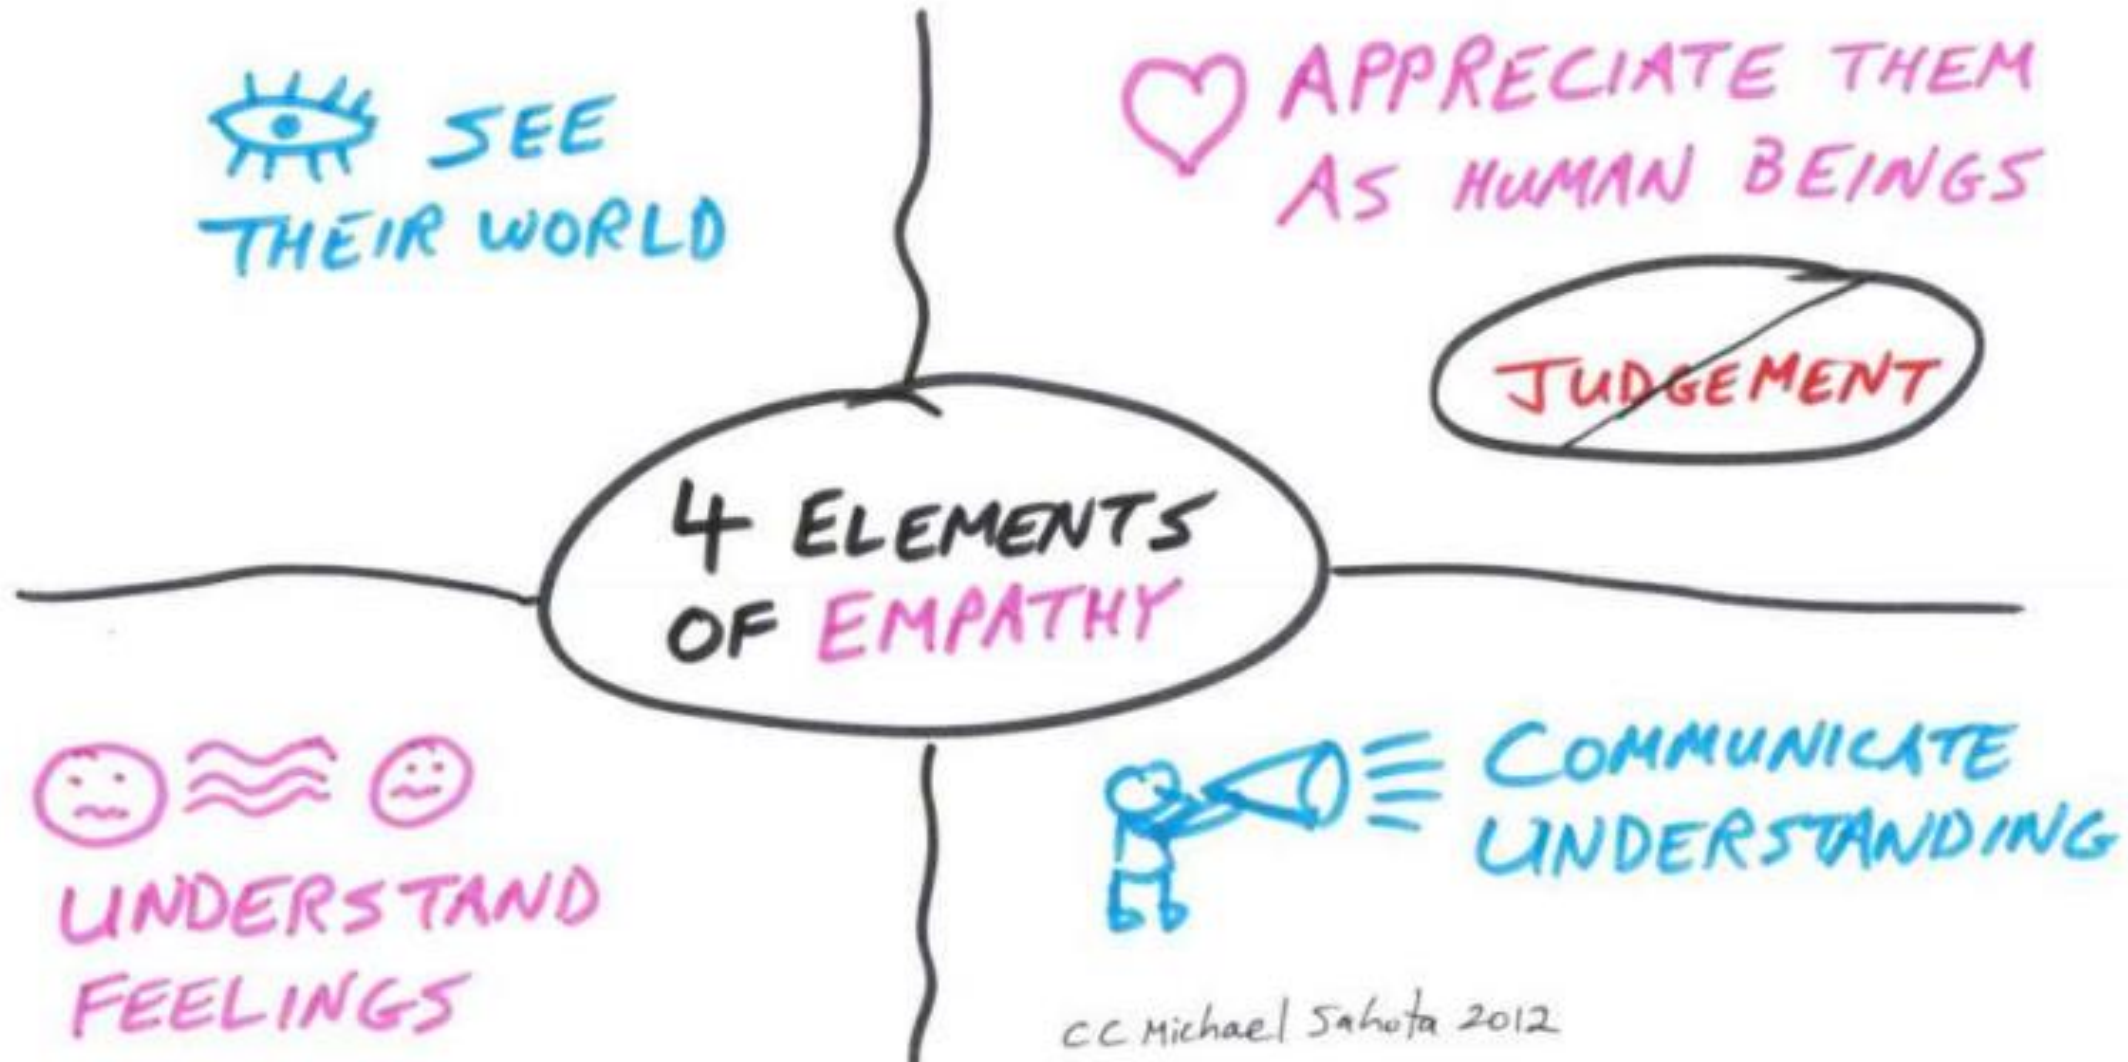 SEE
THEIR WORLD
APPRECIATE THEM
AS HUMAN BEINGS
JUDGEMENT
4 ELEMENTS
OF EMPATHY
UNDERSTAND
FEELINGS
COMMUNICATE
UNDERSTANDING
CC Michael Sahota 2012